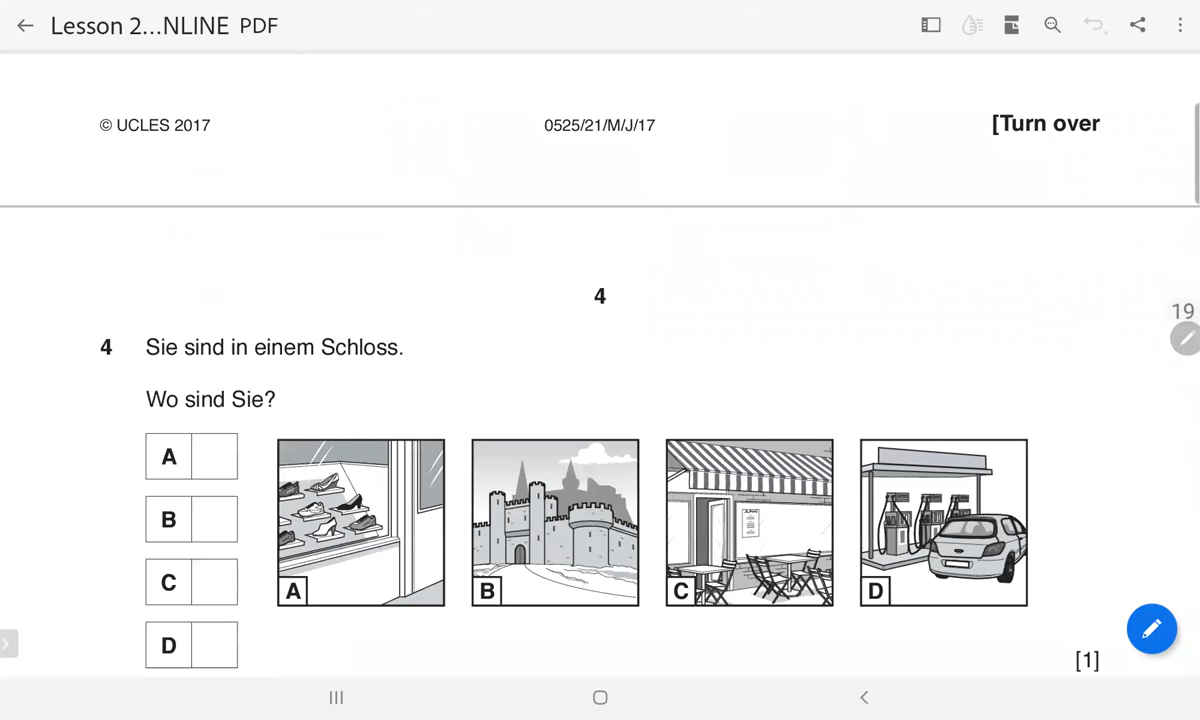 Lesson 2...NLINE PDF
© UCLES 2017 0525/21/M/J/17 [Turn over
4
19
4 Sie sind in einem Schloss.
Wo sind Sie?
A
B
C
D
A B C D
[1]